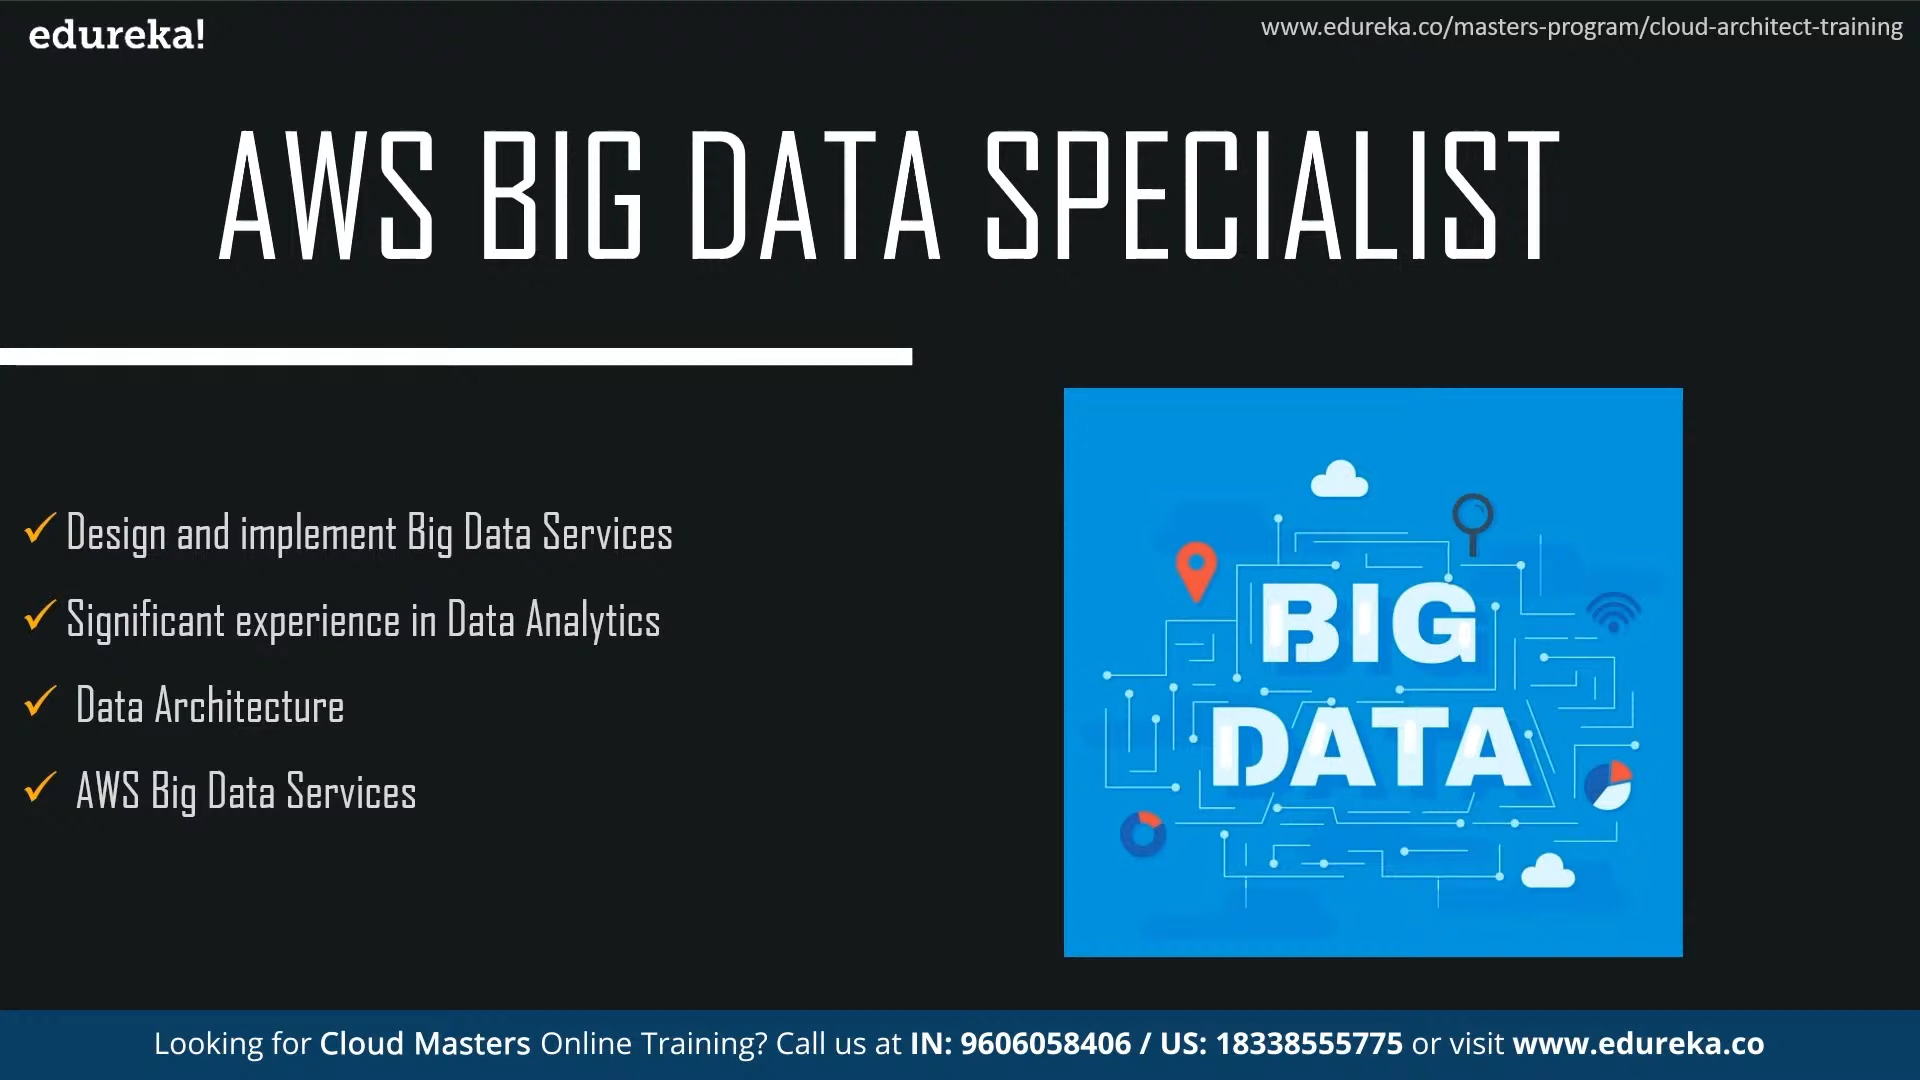 edureka!
www.edureka.co/masters-program/cloud-architect-training
AWS BIG DATA SPECIALIST
✓ Design and implement Big Data Services
✓ Significant experience in Data Analytics
✓ Data Architecture
✓ AWS Big Data Services
BIG
DATA
Looking for Cloud Masters Online Training? Call us at IN: 9606058406 / US: 18338555775 or visit www.edureka.co